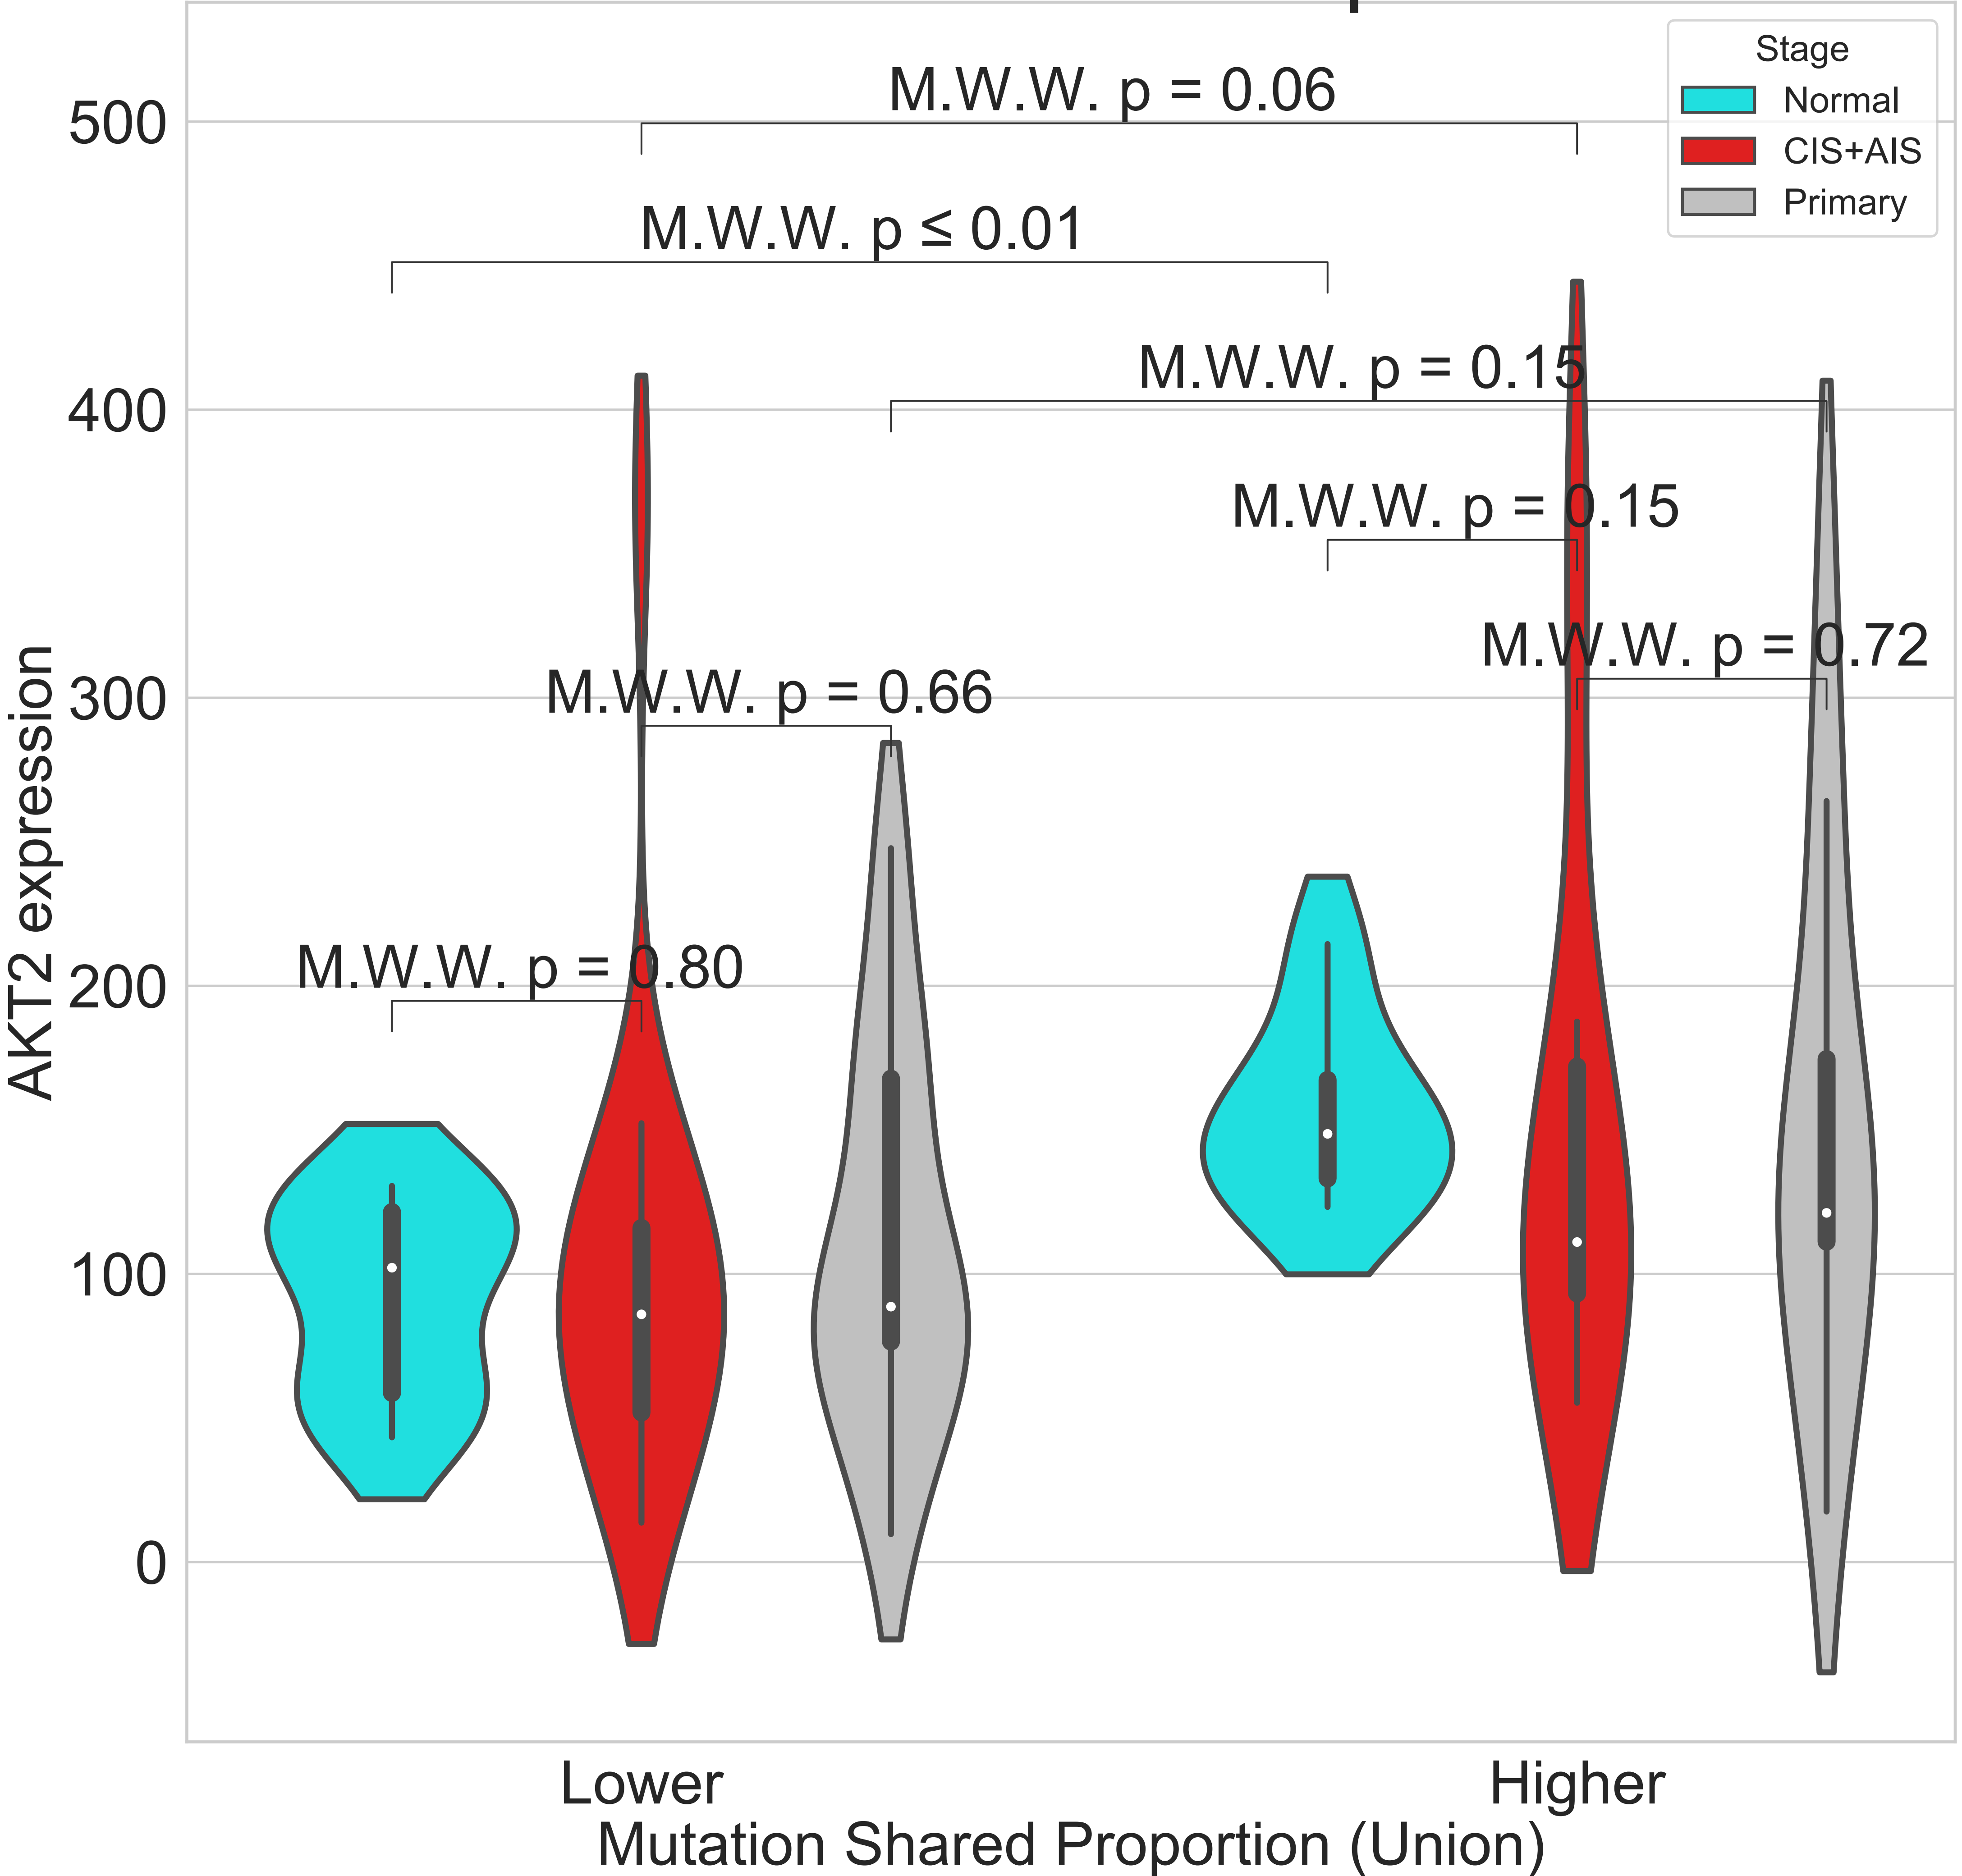 Stage
Normal
CIS+AIS
Primary
M.W.W. p = 0.06
M.W.W. p ≤ 0.01
M.W.W. p = 0.15
M.W.W. p = 0.15
M.W.W. p = 0.72
M.W.W. p = 0.66
M.W.W. p = 0.80
500
400
300
200
100
0
AKT2 expression
Lower
Higher
Mutation Shared Proportion (Union)